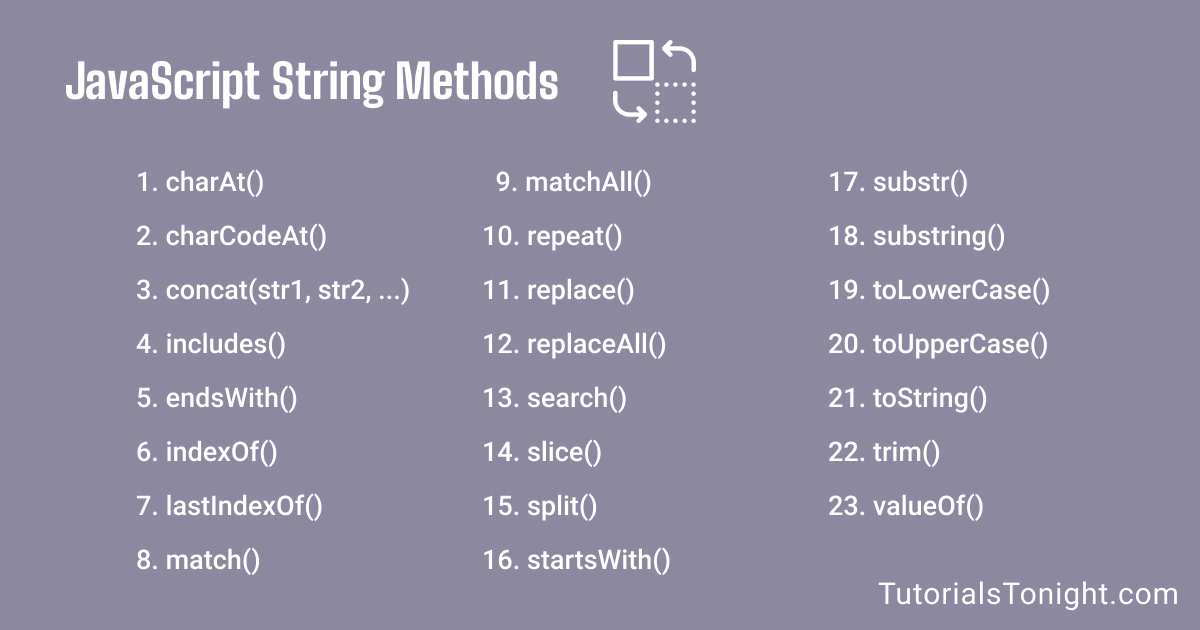 JavaScript String Methods
1. charAt()
2. charCodeAt()
3. concat(str1, str2, ...)
4. includes()
5. endsWith()
6. indexOf()
7. lastIndexOf()
8. match()
9. matchAll()
10. repeat()
11. replace()
12. replaceAll()
13. search()
14. slice()
15. split()
16. startsWith()
17. substr()
18. substring()
19. toLowerCase()
20. toUpperCase()
21. toString()
22. trim()
23. valueOf()
TutorialsTonight.com